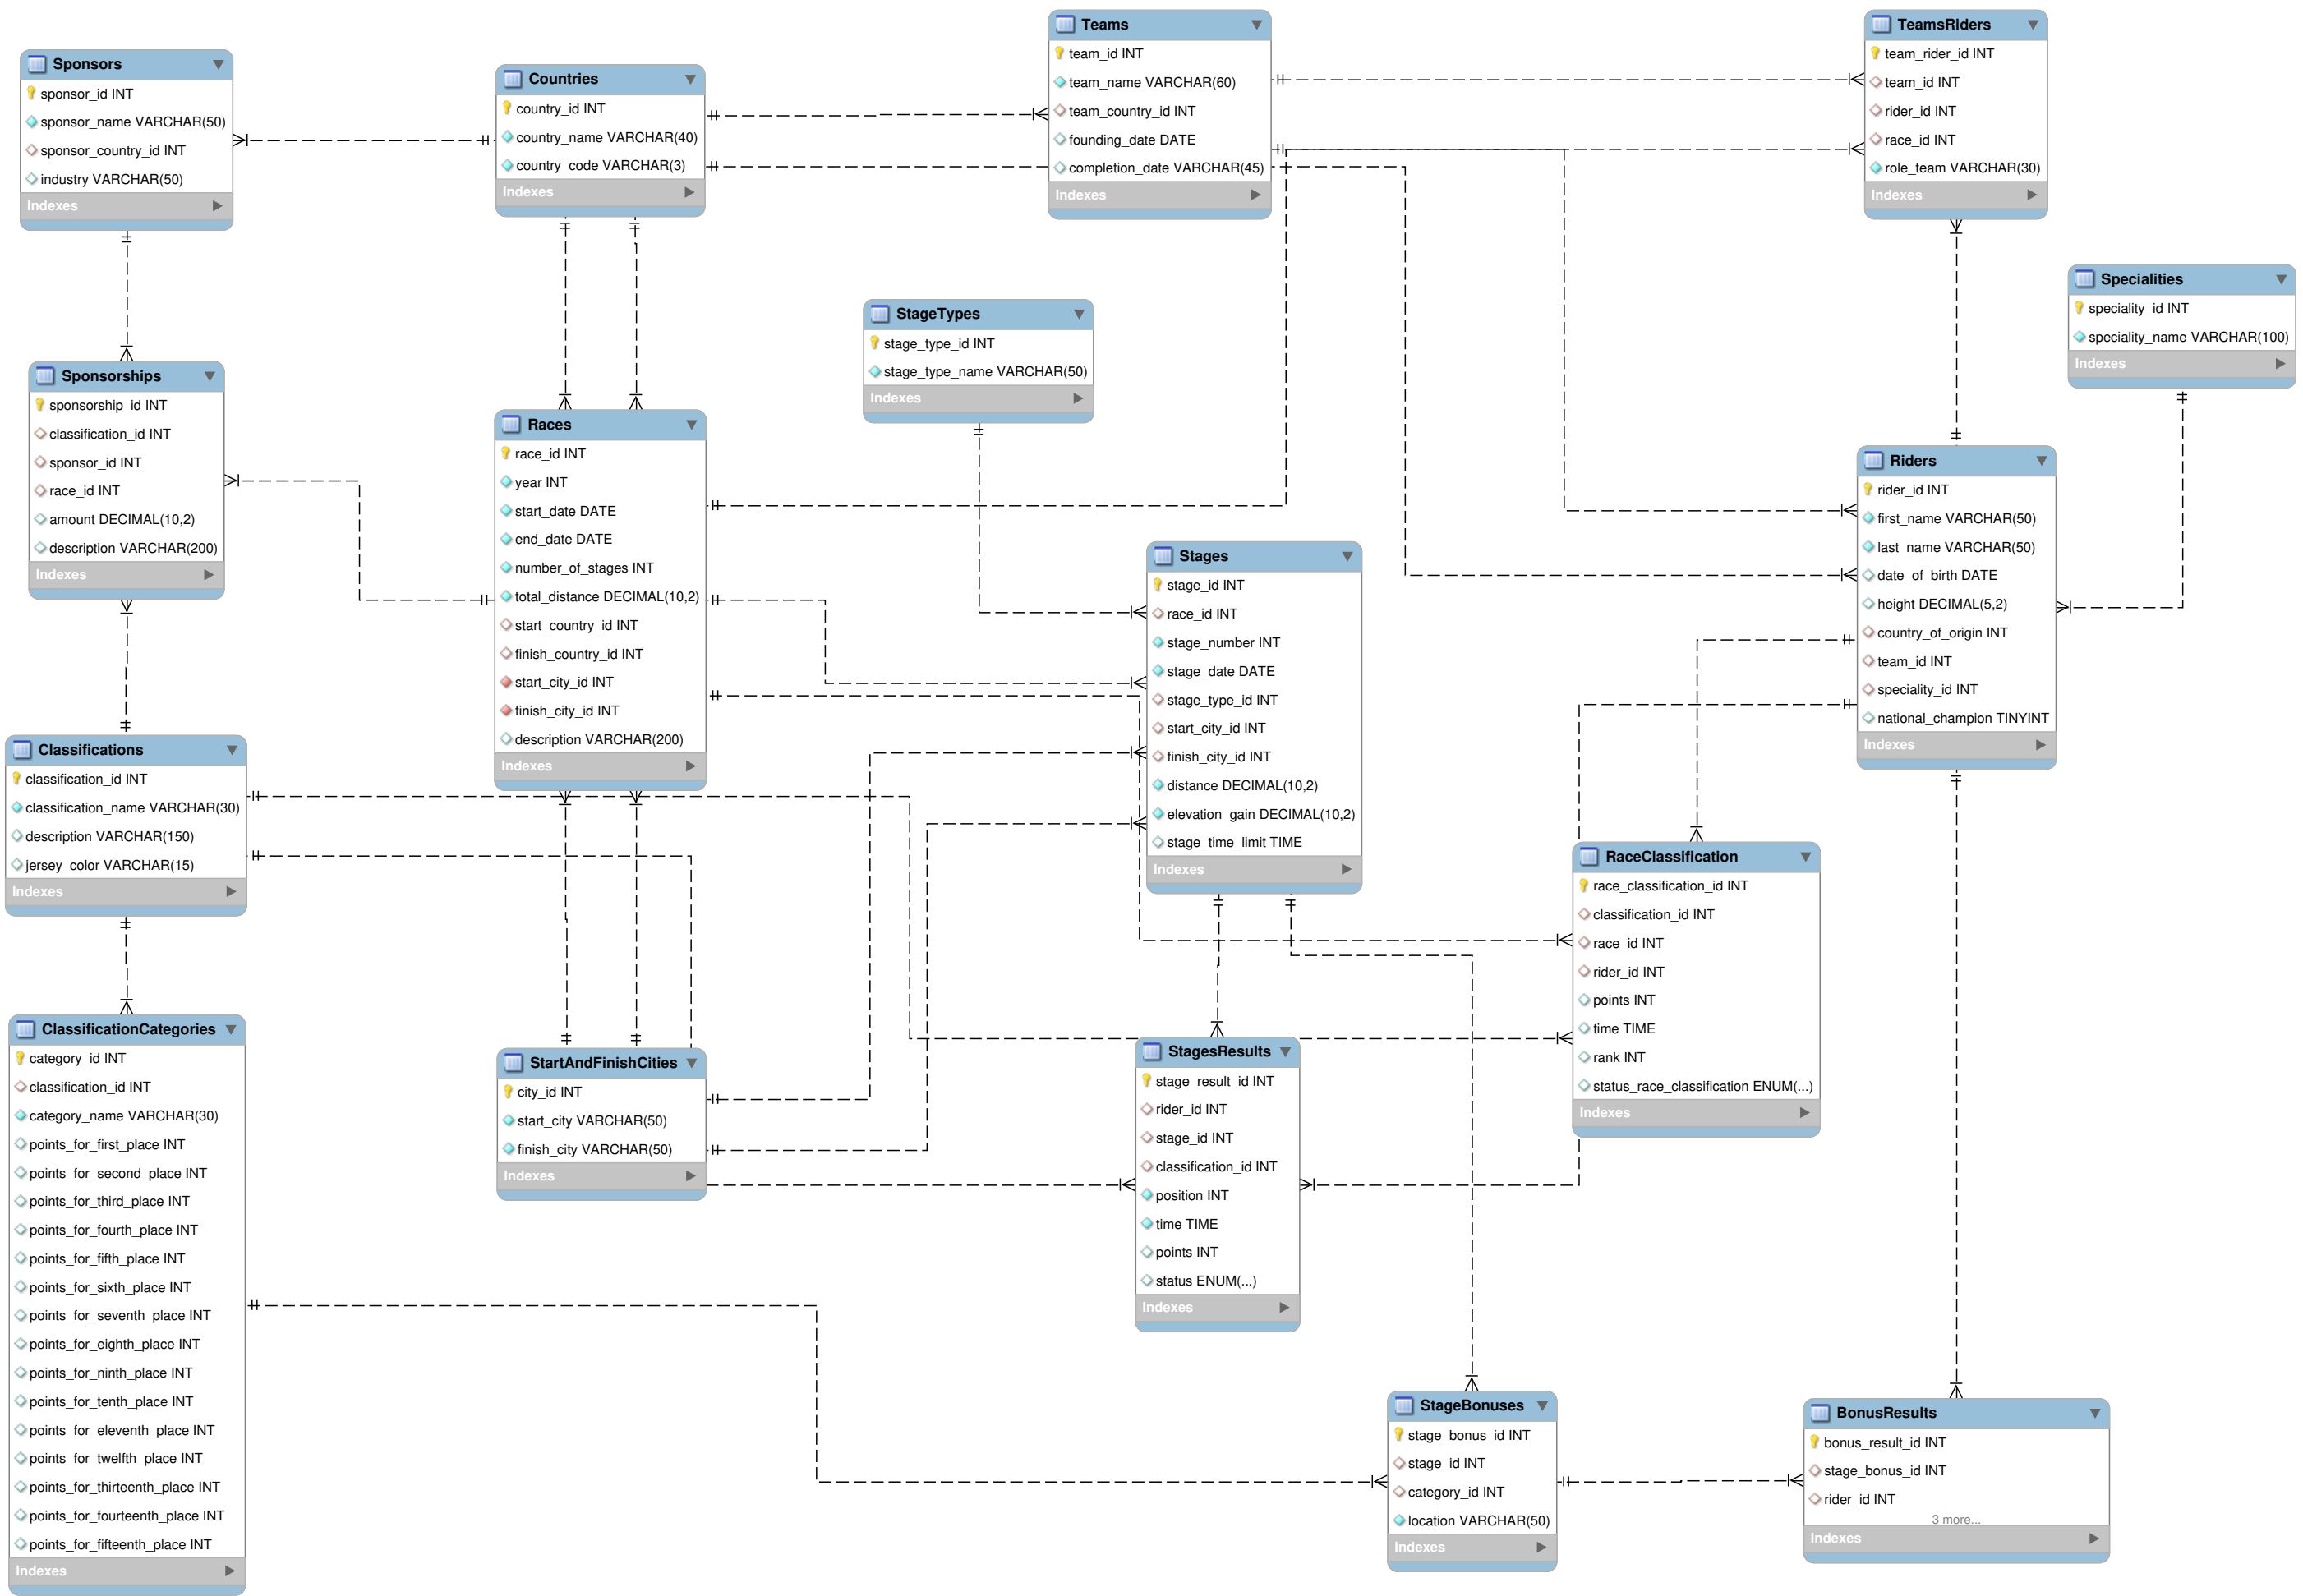 Sponsors
sponsor_id INT
sponsor_name VARCHAR(50)
sponsor_country_id INT
industry VARCHAR(50)
Indexes
Countries
country_id INT
country_name VARCHAR(40)
country_code VARCHAR(3)
Indexes
Teams
team_id INT
team_name VARCHAR(60)
team_country_id INT
founding_date DATE
completion_date VARCHAR(45)
Indexes
TeamsRiders
team_rider_id INT
team_id INT
rider_id INT
race_id INT
role_team VARCHAR(30)
Indexes
Specialities
speciality_id INT
speciality_name VARCHAR(100)
Indexes
StageTypes
stage_type_id INT
stage_type_name VARCHAR(50)
Indexes
Sponsorships
sponsorship_id INT
classification_id INT
sponsor_id INT
race_id INT
amount DECIMAL(10,2)
description VARCHAR(200)
Indexes
Races
race_id INT
year INT
start_date DATE
end_date DATE
number_of_stages INT
total_distance DECIMAL(10,2)
start_country_id INT
finish_country_id INT
start_city_id INT
finish_city_id INT
description VARCHAR(200)
Indexes
Riders
rider_id INT
first_name VARCHAR(50)
last_name VARCHAR(50)
date_of_birth DATE
height DECIMAL(5,2)
country_of_origin INT
team_id INT
speciality_id INT
national_champion TINYINT
Indexes
Stages
stage_id INT
race_id INT
stage_number INT
stage_date DATE
stage_type_id INT
start_city_id INT
finish_city_id INT
distance DECIMAL(10,2)
elevation_gain DECIMAL(10,2)
stage_time_limit TIME
Indexes
Classifications
classification_id INT
classification_name VARCHAR(30)
description VARCHAR(150)
jersey_color VARCHAR(15)
Indexes
RaceClassification
race_classification_id INT
classification_id INT
race_id INT
rider_id INT
points INT
time TIME
rank INT
status_race_classification ENUM(...)
Indexes
ClassificationCategories
category_id INT
classification_id INT
category_name VARCHAR(30)
points_for_first_place INT
points_for_second_place INT
points_for_third_place INT
points_for_fourth_place INT
points_for_fifth_place INT
points_for_sixth_place INT
points_for_seventh_place INT
points_for_eighth_place INT
points_for_ninth_place INT
points_for_tenth_place INT
points_for_eleventh_place INT
points_for_twelfth_place INT
points_for_thirteenth_place INT
points_for_fourteenth_place INT
points_for_fifteenth_place INT
Indexes
StartAndFinishCities
city_id INT
start_city VARCHAR(50)
finish_city VARCHAR(50)
Indexes
StagesResults
stage_result_id INT
rider_id INT
stage_id INT
classification_id INT
position INT
time TIME
points INT
status ENUM(...)
Indexes
StageBonuses
stage_bonus_id INT
stage_id INT
category_id INT
location VARCHAR(50)
Indexes
BonusResults
bonus_result_id INT
stage_bonus_id INT
rider_id INT
3 more...
Indexes